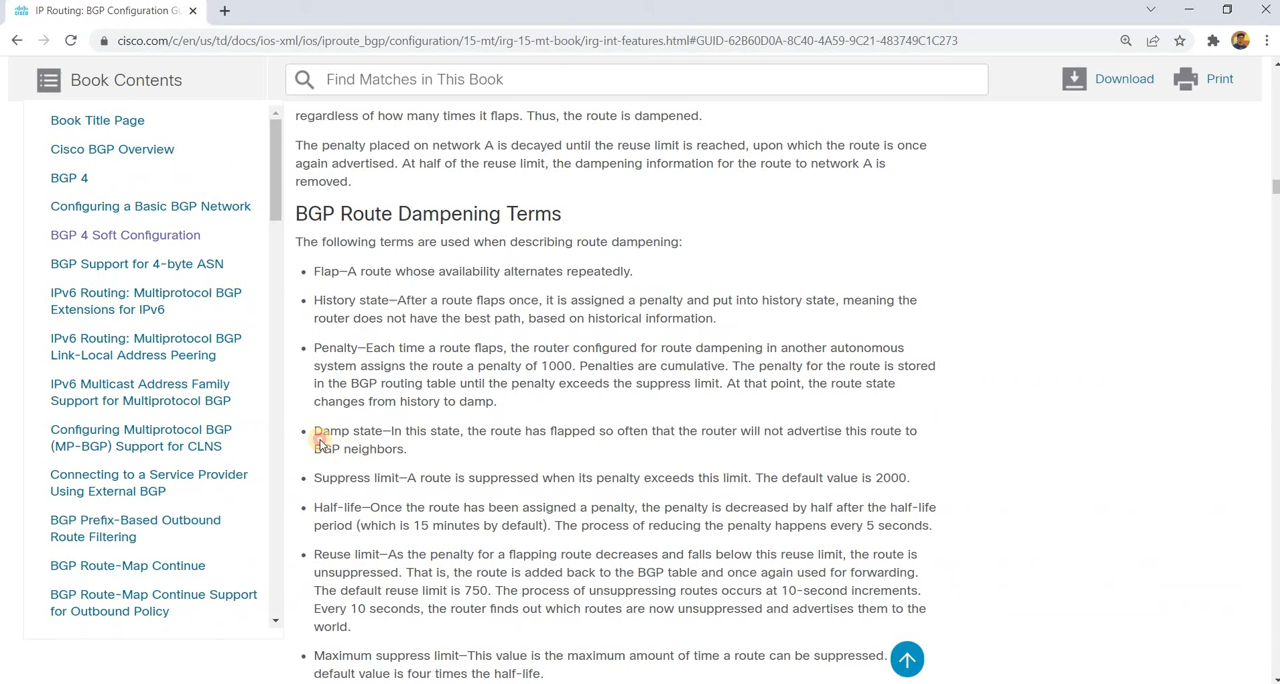 IP Routing: BGP Configuration G
cisco.com/c/en/us/td/docs/ios-xml/ios/iproute_bgp/configuration/15-mt/irg-15-mt-book/irg-int-features.html#GUID-62B60D0A-8C40-4A59-9C21-483749C1C273
Book Contents
Find Matches in This Book
Download
Print
Book Title Page
Cisco BGP Overview
BGP 4
Configuring a Basic BGP Network
BGP 4 Soft Configuration
BGP Support for 4-byte ASN
IPv6 Routing: Multiprotocol BGP
Extensions for IPv6
IPv6 Routing: Multiprotocol BGP
Link-Local Address Peering
IPv6 Multicast Address Family
Support for Multiprotocol BGP
Configuring Multiprotocol BGP
(MP-BGP) Support for CLNS
Connecting to a Service Provider
Using External BGP
BGP Prefix-Based Outbound
Route Filtering
BGP Route-Map Continue
BGP Route-Map Continue Support
for Outbound Policy
regardless of how many times it flaps. Thus, the route is dampened.
The penalty placed on network A is decayed until the reuse limit is reached, upon which the route is once
again advertised. At half of the reuse limit, the dampening information for the route to network A is
removed.
BGP Route Dampening Terms
The following terms are used when describing route dampening:
• Flap—A route whose availability alternates repeatedly.
• History state—After a route flaps once, it is assigned a penalty and put into history state, meaning the
router does not have the best path, based on historical information.
• Penalty—Each time a route flaps, the router configured for route dampening in another autonomous
system assigns the route a penalty of 1000. Penalties are cumulative. The penalty for the route is stored
in the BGP routing table until the penalty exceeds the suppress limit. At that point, the route state
changes from history to damp.
• Damp state—In this state, the route has flapped so often that the router will not advertise this route to
BGP neighbors.
• Suppress limit—A route is suppressed when its penalty exceeds this limit. The default value is 2000.
• Half-life—Once the route has been assigned a penalty, the penalty is decreased by half after the half-life
period (which is 15 minutes by default). The process of reducing the penalty happens every 5 seconds.
• Reuse limit—As the penalty for a flapping route decreases and falls below this reuse limit, the route is
unsuppressed. That is, the route is added back to the BGP table and once again used for forwarding.
The default reuse limit is 750. The process of unsuppressing routes occurs at 10-second increments.
Every 10 seconds, the router finds out which routes are now unsuppressed and advertises them to the
world.
• Maximum suppress limit—This value is the maximum amount of time a route can be suppressed.
default value is four times the half-life.